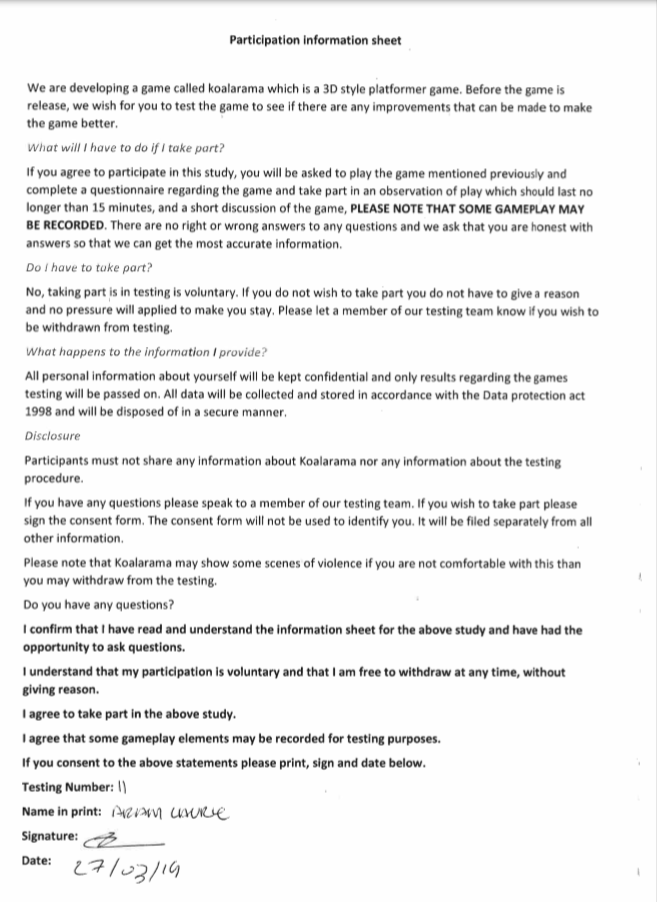 Participation information sheet
We are developing a game called koalarama which is a 3D style platformer game. Before the game is
release, we wish for you to test the game to see if there are any improvements that can be made to make
the game better.
What will I have to do if I take part?
If you agree to participate in this study, you will be asked to play the game mentioned previously and
complete a questionnaire regarding the game and take part in an observation of play which should last no
longer than 15 minutes, and a short discussion of the game, PLEASE NOTE THAT SOME GAMEPLAY MAY
BE RECORDED. There are no right or wrong answers to any questions and we ask that you are honest with
answers so that we can get the most accurate information.
Do I have to take part?
No, taking part is in testing is voluntary. If you do not wish to take part you do not have to give a reason
and no pressure will applied to make you stay. Please let a member of our testing team know if you wish to
be withdrawn from testing.
What happens to the information I provide?
All personal information about yourself will be kept confidential and only results regarding the games
testing will be passed on. All data will be collected and stored in accordance with the Data protection act
1998 and will be disposed of in a secure manner.
Disclosure
Participants must not share any information about Koalarama nor any information about the testing
procedure.
If you have any questions please speak to a member of our testing team. If you wish to take part please
sign the consent form. The consent form will not be used to identify you. It will be filed separately from all
other information.
Please note that Koalarama may show some scenes of violence if you are not comfortable with this than
you may withdraw from the testing.
Do you have any questions?
I confirm that I have read and understand the information sheet for the above study and have had the
opportunity to ask questions.
I understand that my participation is voluntary and that I am free to withdraw at any time, without
giving reason.
I agree to take part in the above study.
I agree that some gameplay elements may be recorded for testing purposes.
If you consent to the above statements please print, sign and date below.
Testing Number: 11
Name in print:
Signature:
Date: 27/03/19